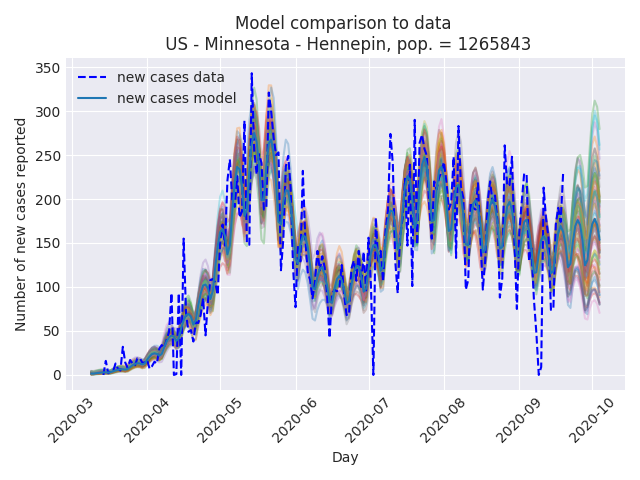 Model comparison to data
US - Minnesota - Hennepin, pop. = 1265843
new cases data
new cases model
Number of new cases reported
350
300
250
200
150
100
50
0
2020-03
2020-04
2020-05
2020-06
2020-07
2020-08
2020-09
2020-10
Day